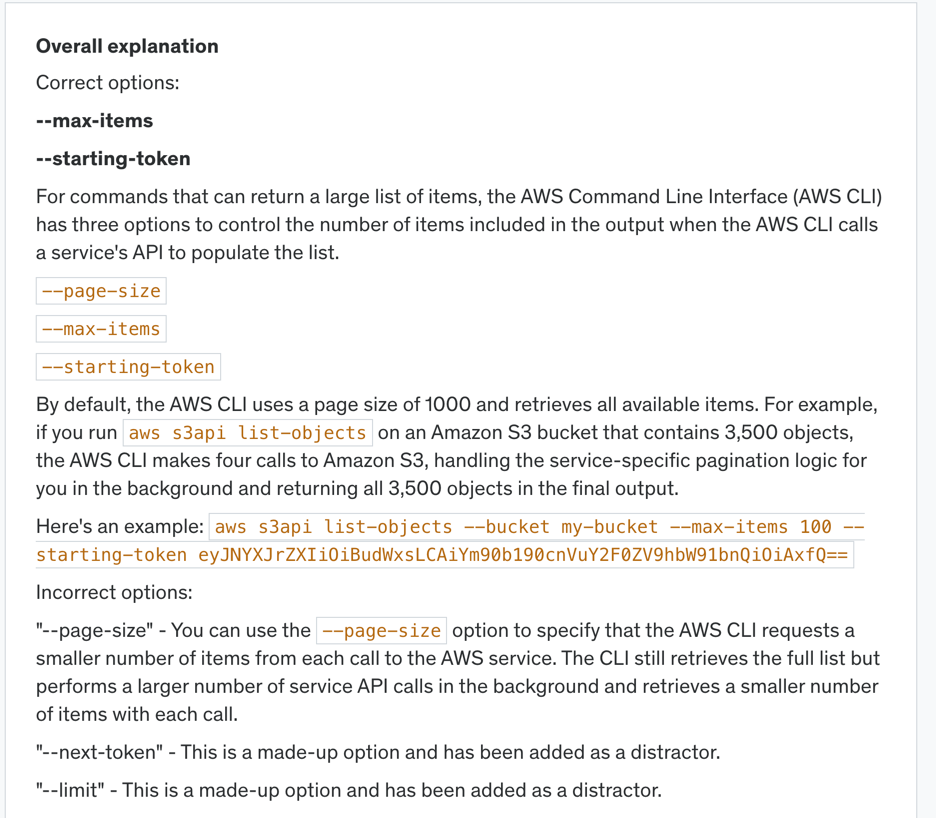 Overall explanation
Correct options:
--max-items
--starting-token
For commands that can return a large list of items, the AWS Command Line Interface (AWS CLI)
has three options to control the number of items included in the output when the AWS CLI calls
a service's API to populate the list.
--page-size
--max-items
--starting-token
By default, the AWS CLI uses a page size of 1000 and retrieves all available items. For example,
if you run aws s3api list-objects on an Amazon S3 bucket that contains 3,500 objects,
the AWS CLI makes four calls to Amazon S3, handling the service-specific pagination logic for
you in the background and returning all 3,500 objects in the final output.
Here's an example: aws s3api list-objects --bucket my-bucket --max-items 100 --
starting-token eyJNYXJrZXIiOiBudWxsLCAiYm90b190cnVuY2F0ZV9hbW91bnQiOiAxfQ==
Incorrect options:
"--page-size" - You can use the --page-size option to specify that the AWS CLI requests a
smaller number of items from each call to the AWS service. The CLI still retrieves the full list but
performs a larger number of service API calls in the background and retrieves a smaller number
of items with each call.
"--next-token" - This is a made-up option and has been added as a distractor.
"--limit" - This is a made-up option and has been added as a distractor.